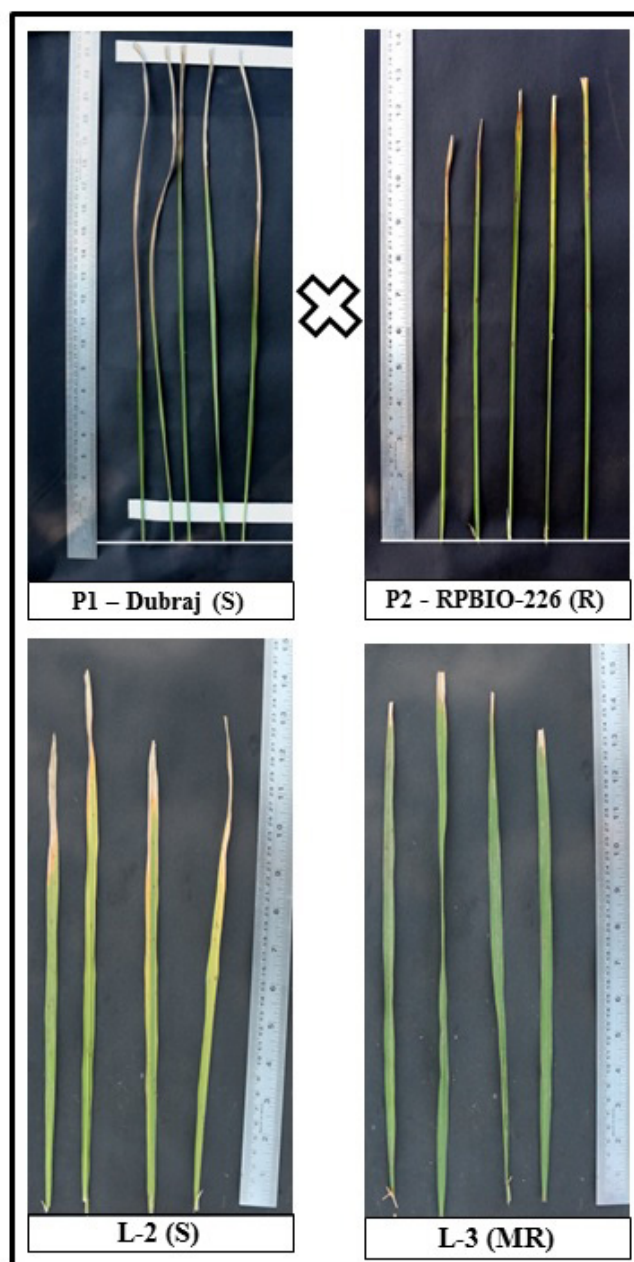 P1 – Dubraj (S)
P2 - RPBIO-226 (R)
L-2 (S)
L-3 (MR)